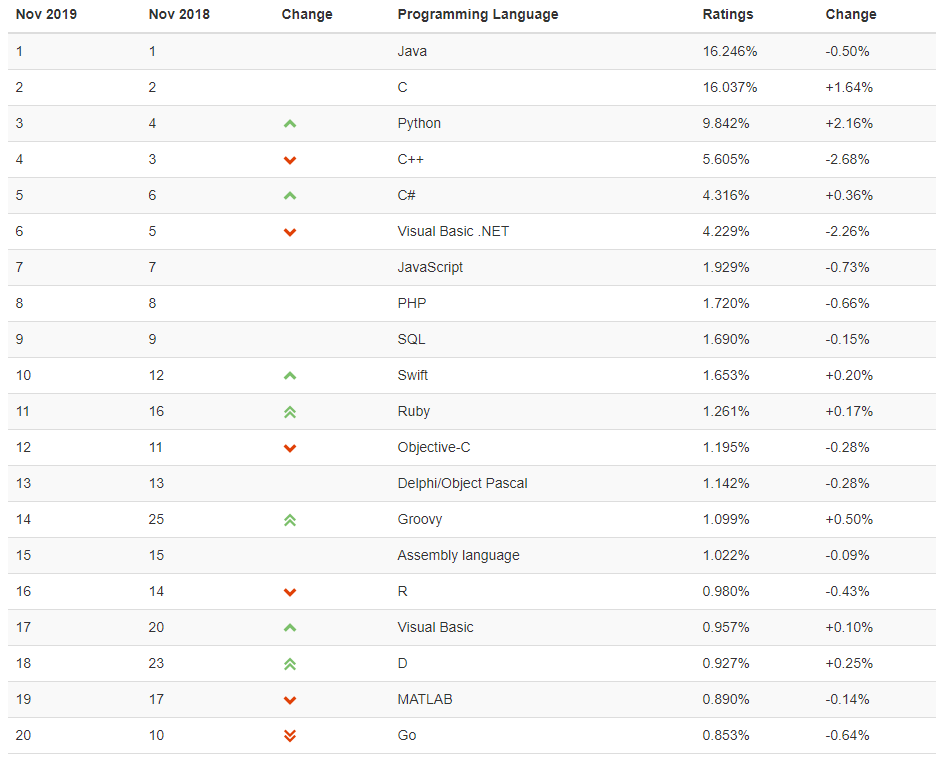 Nov 2019 Nov 2018 Change Programming Language Ratings Change
1 1 Java 16.246% -0.50%
2 2 C 16.037% +1.64%
3 4 Python 9.842% +2.16%
4 3 C++ 5.605% -2.68%
5 6 C# 4.316% +0.36%
6 5 Visual Basic .NET 4.229% -2.26%
7 7 JavaScript 1.929% -0.73%
8 8 PHP 1.720% -0.66%
9 9 SQL 1.690% -0.15%
10 12 Swift 1.653% +0.20%
11 16 Ruby 1.261% +0.17%
12 11 Objective-C 1.195% -0.28%
13 13 Delphi/Object Pascal 1.142% -0.28%
14 25 Groovy 1.099% +0.50%
15 15 Assembly language 1.022% -0.09%
16 14 R 0.980% -0.43%
17 20 Visual Basic 0.957% +0.10%
18 23 D 0.927% +0.25%
19 17 MATLAB 0.890% -0.14%
20 10 Go 0.853% -0.64%